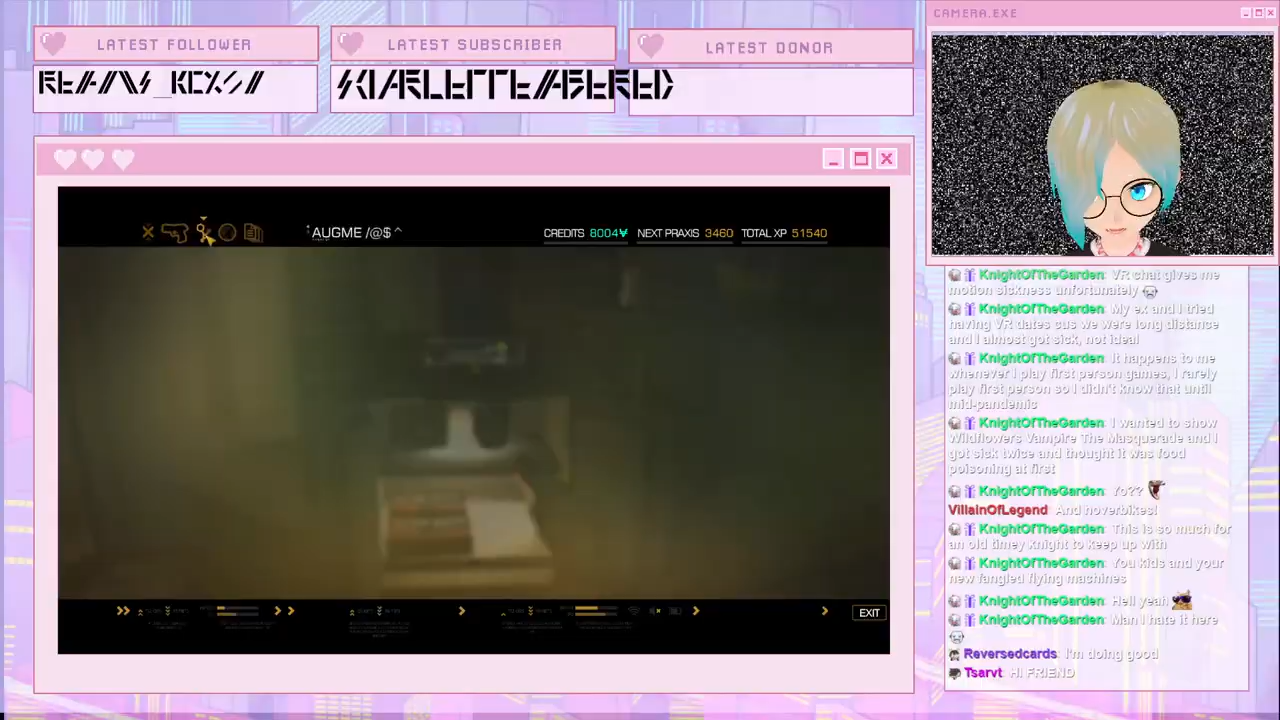 CAMERA.EXE
LATEST FOLLOWER
LATEST SUBSCRIBER
LATEST DONOR
AUGME /@$ ^
CREDITS 8004 NEXT PRAXIS 3460 TOTAL XP 51540
EXIT
KnightOfTheGarden: VR chat gives me
motion sickness unfortunately
KnightOfTheGarden: My ex and I tried
having VR dates cus we were long distance
and I almost got sick, not ideal
KnightOfTheGarden: It happens to me
whenever I play first person games, I rarely
play first person so I didn't know that until
mid-pandemic
KnightOfTheGarden: I wanted to show
Wildflowers Vampire The Masquerade and I
got sick twice and thought it was food
poisoning at first
KnightOfTheGarden: Yo??
VillainOfLegend: And hoverbikes!
KnightOfTheGarden: This is so much for
an old timey knight to keep up with
KnightOfTheGarden: You kids and your
new fangled flying machines
KnightOfTheGarden: Hell yeah
KnightOfTheGarden: Man I hate it here
Reversedcards: I'm doing good
Tsarvt: HI FRIEND